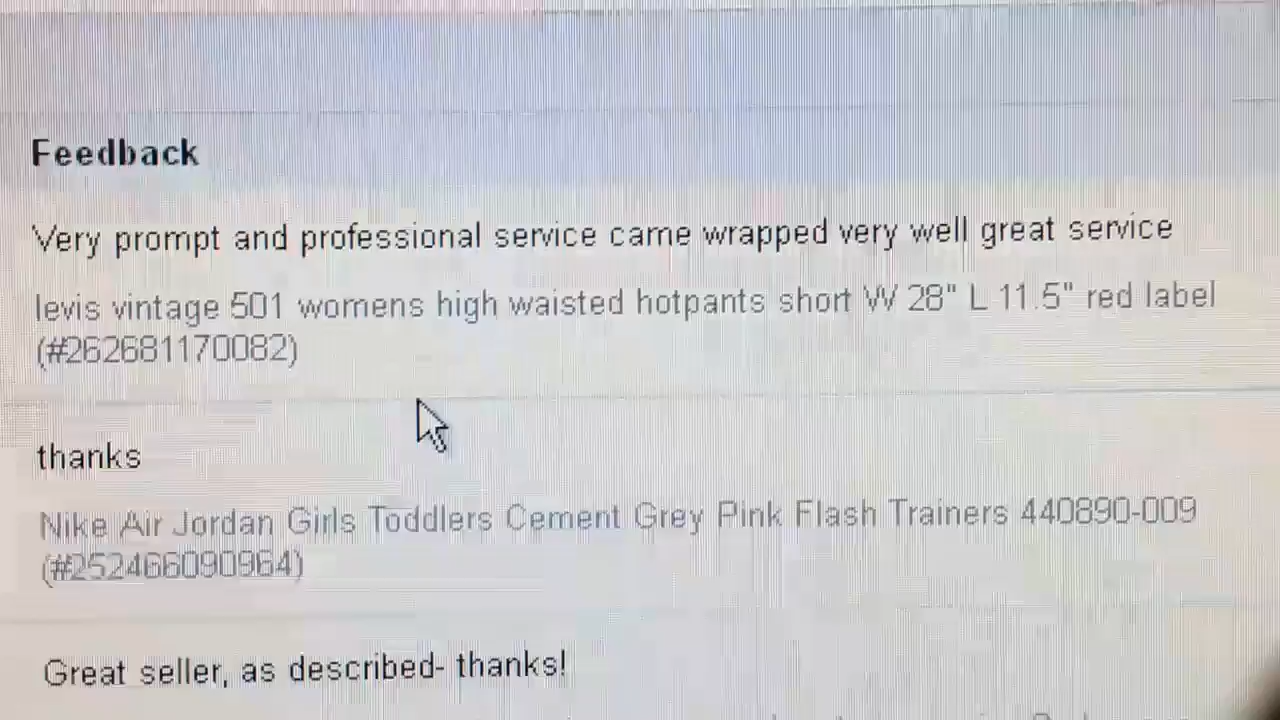 Feedback
Very prompt and professional service came wrapped very well great service
levis vintage 501 womens high waisted hotpants short W 28" L 11.5" red label
(#262681170082)
thanks
Nike Air Jordan Girls Toddlers Cement Grey Pink Flash Trainers 440890-009
(#252466090964)
Great seller, as described- thanks!